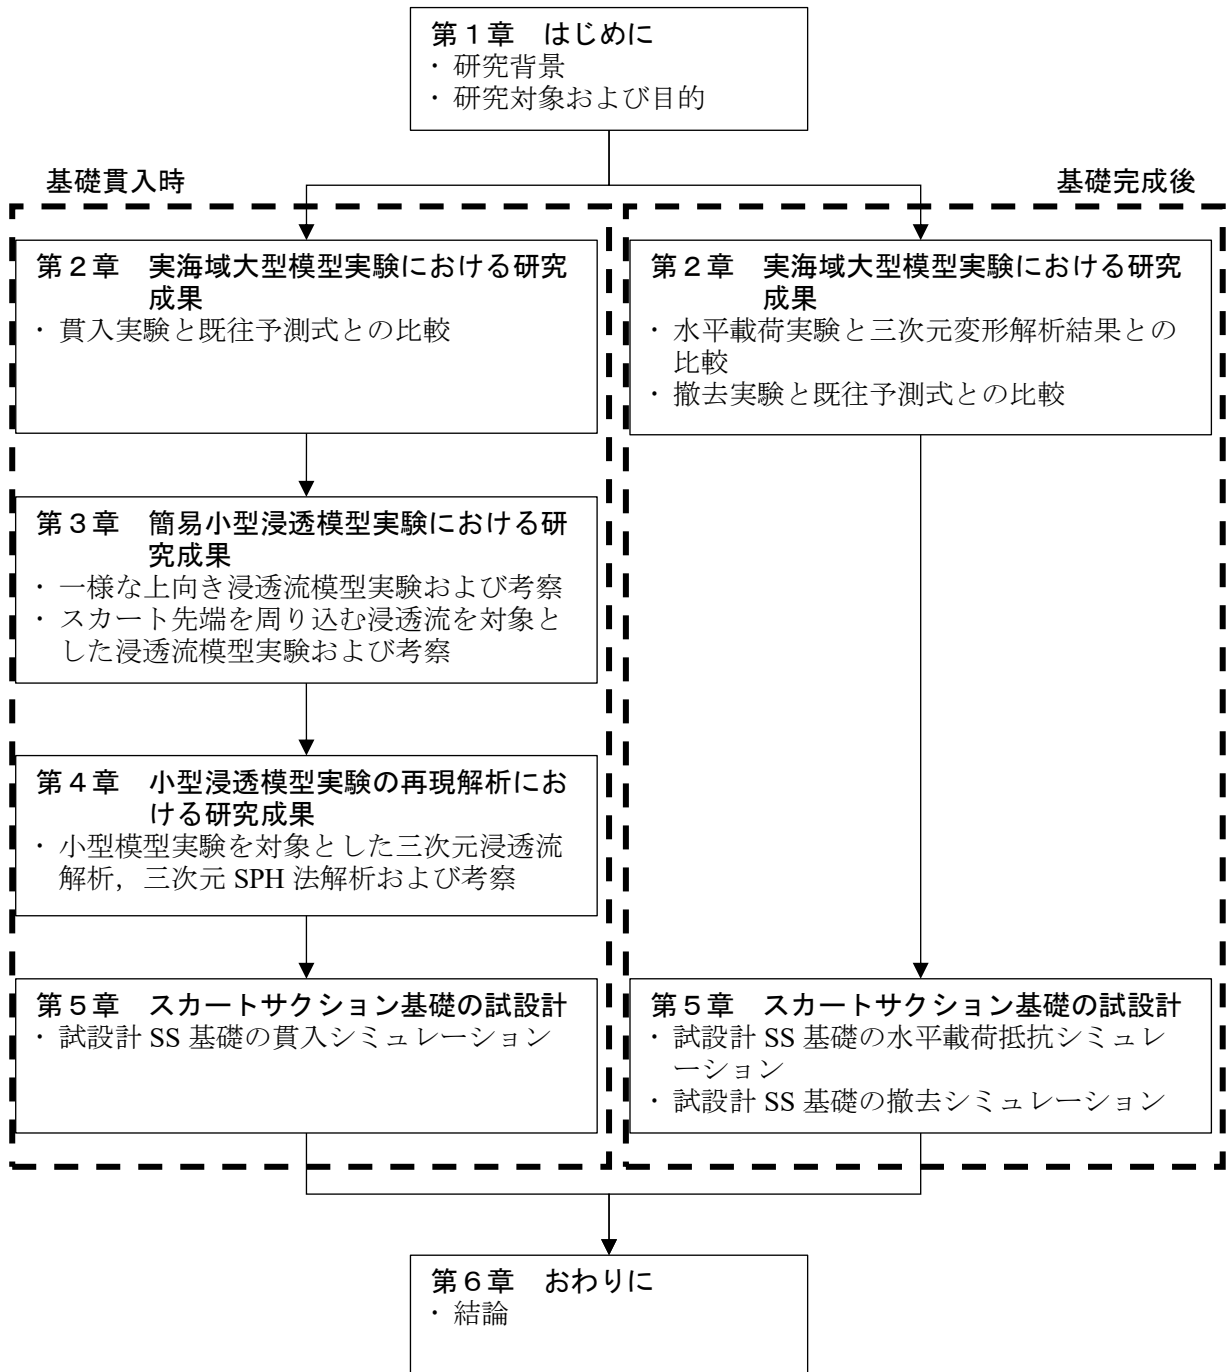 第１章　はじめに
・ 研究背景
・ 研究対象および目的
基礎貫入時
基礎完成後
第２章　実海域大型模型実験における研究
成果
・ 貫入実験と既往予測式との比較
第２章　実海域大型模型実験における研究
成果
・ 水平載荷実験と三次元変形解析結果との
比較
・ 撤去実験と既往予測式との比較
第３章　簡易小型浸透模型実験における研
究成果
・ 一様な上向き浸透流模型実験および考察
・ スカート先端を周り込む浸透流を対象と
した浸透流模型実験および考察
第４章　小型浸透模型実験の再現解析にお
ける研究成果
・ 小型模型実験を対象とした三次元浸透流
解析，三次元 SPH 法解析および考察
第５章　スカートサクション基礎の試設計
・ 試設計 SS 基礎の貫入シミュレーション
第５章　スカートサクション基礎の試設計
・ 試設計 SS 基礎の水平載荷抵抗シミュレ
ーション
・ 試設計 SS 基礎の撤去シミュレーション
第６章　おわりに
・ 結論